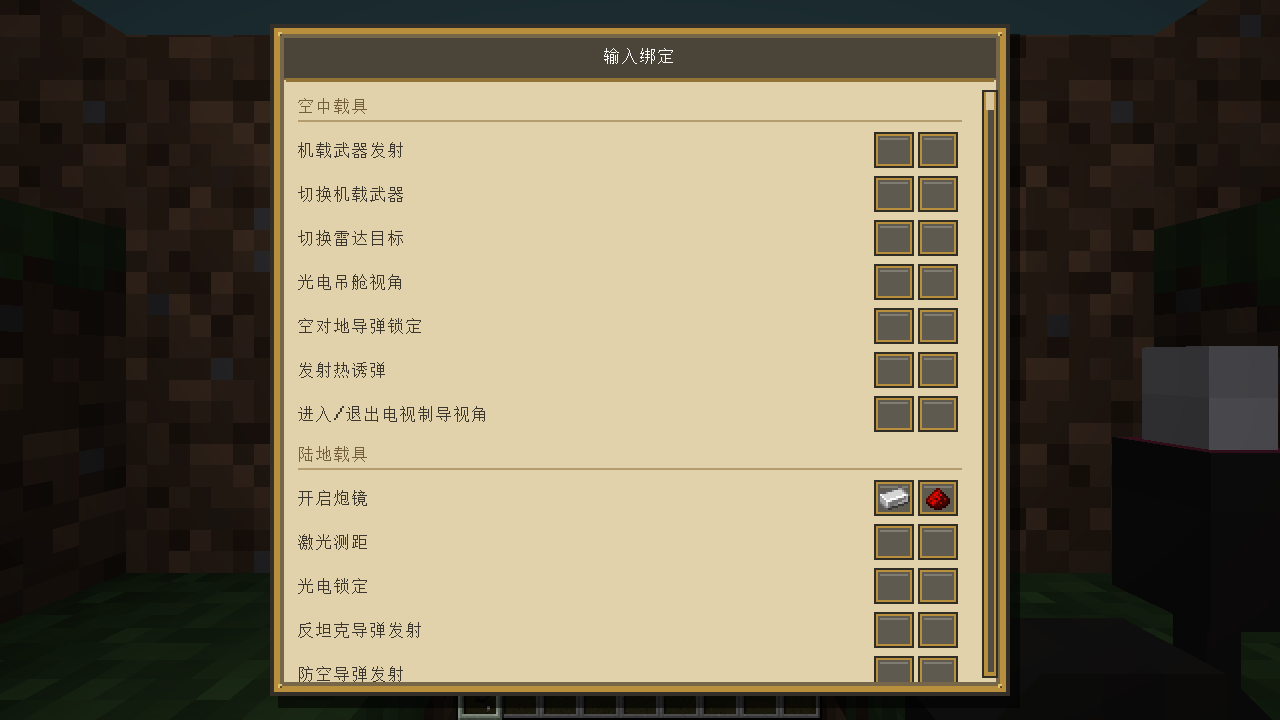 输入绑定
空中载具
机载武器发射
切换机载武器
切换雷达目标
光电吊舱视角
空对地导弹锁定
发射热诱弹
进入/退出电视制导视角
陆地载具
开启炮镜
激光测距
光电锁定
反坦克导弹发射
防空导弹发射